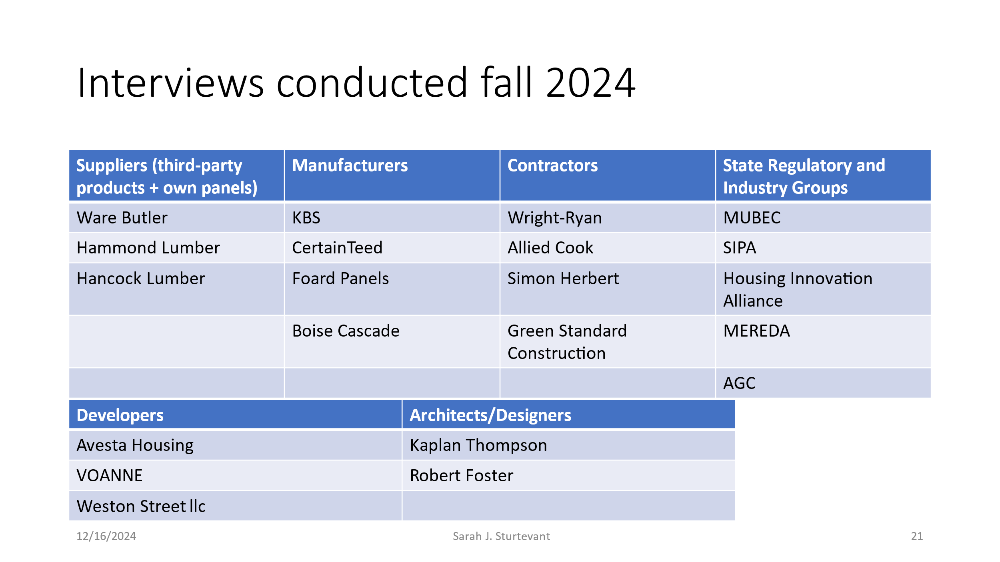 Interviews conducted fall 2024
Suppliers (third-party
products + own panels)
Manufacturers
Contractors
State Regulatory and
Industry Groups
Ware Butler
KBS
Wright-Ryan
MUBEC
Hammond Lumber
CertainTeed
Allied Cook
SIPA
Hancock Lumber
Foard Panels
Simon Herbert
Housing Innovation
Alliance
Boise Cascade
Green Standard
Construction
MEREDA
AGC
Developers
Architects/Designers
Avesta Housing
Kaplan Thompson
VOANNE
Robert Foster
Weston Street llc
12/16/2024
Sarah J. Sturtevant
21